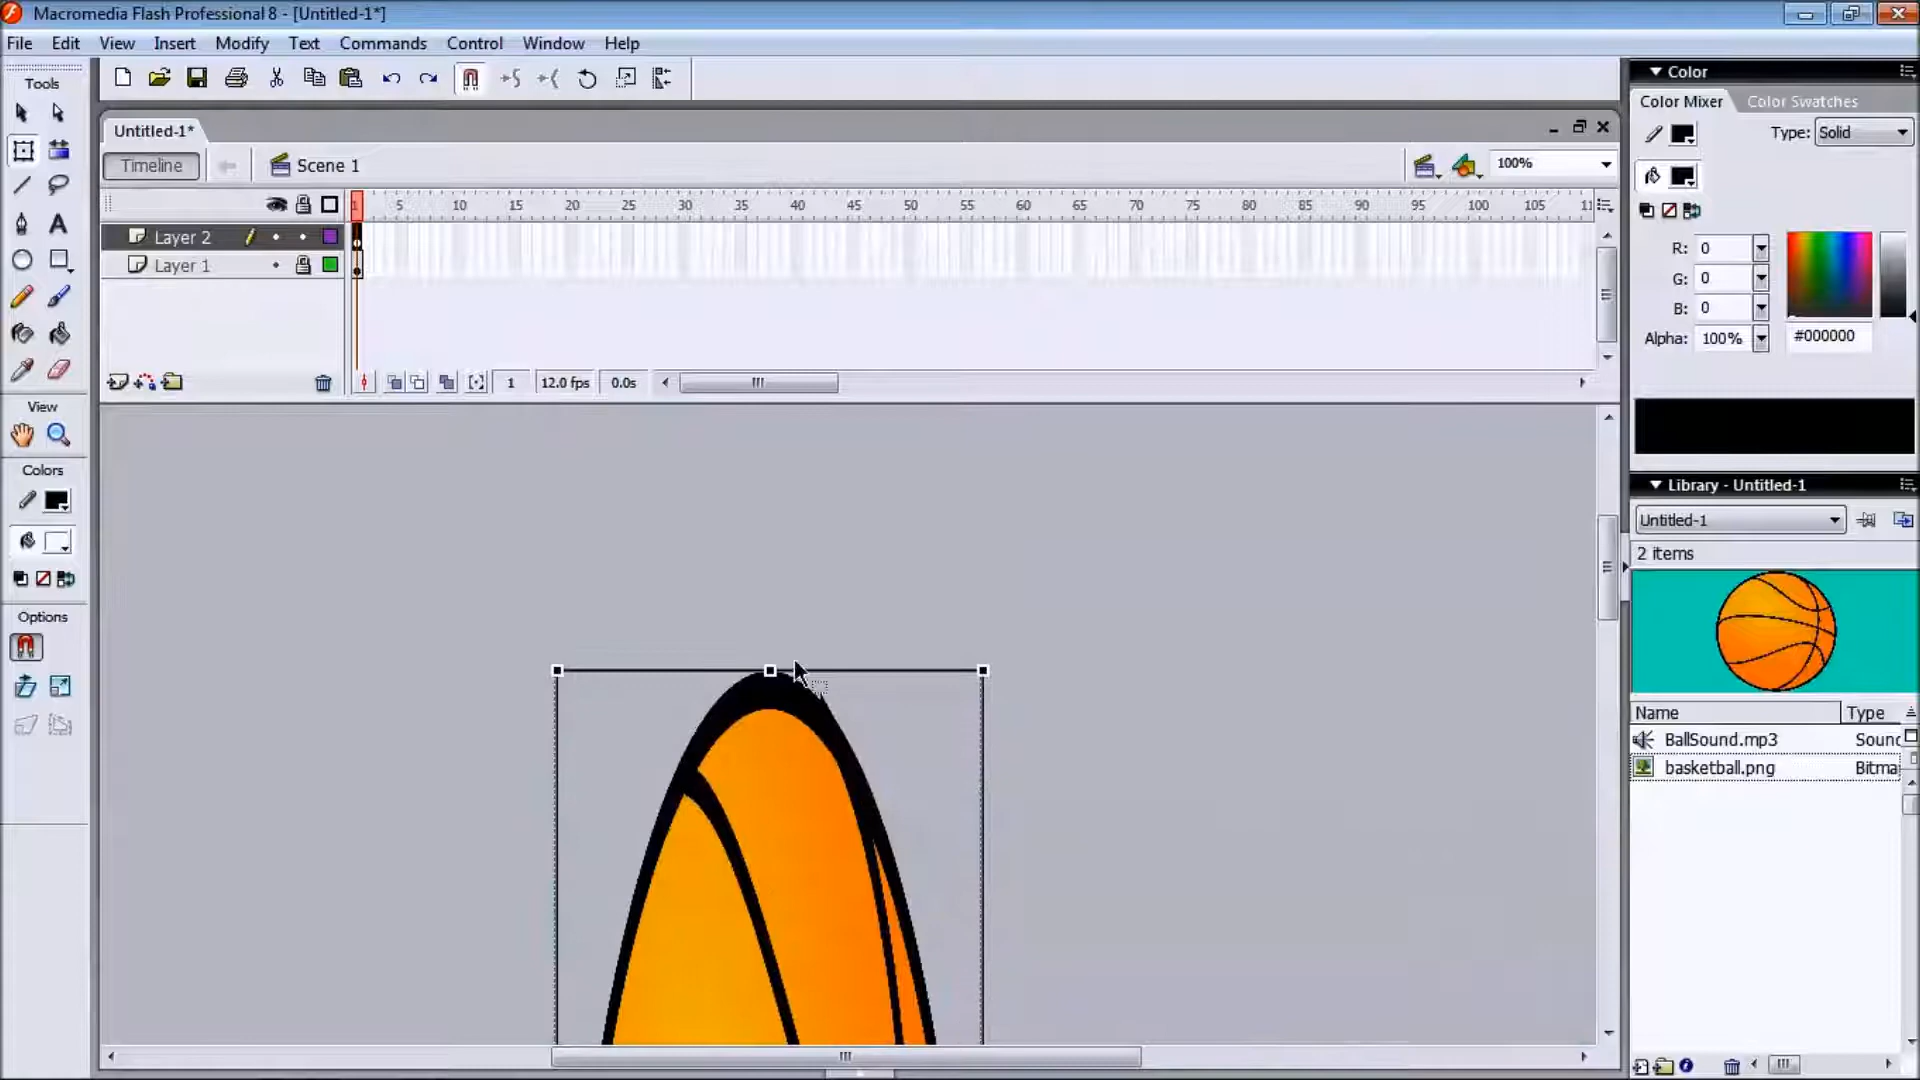 Macromedia Flash Professional 8 - [Untitled-1*]
File Edit View Insert Modify Text Commands Control Window Help
Tools
Untitled-1*
Timeline
Scene 1
100%
1 5 10 15 20 25 30 35 40 45 50 55 60 65 70 75 80 85 90 95 100 105 11
Layer 2
Layer 1
1 12.0 fps 0.0s
View
Colors
Options
Color
Color Mixer Color Swatches
Type: Solid
R: 0
G: 0
B: 0
Alpha: 100% #000000
Library - Untitled-1
Untitled-1
2 items
Name Type
BallSound.mp3 Sounc
basketball.png Bitma